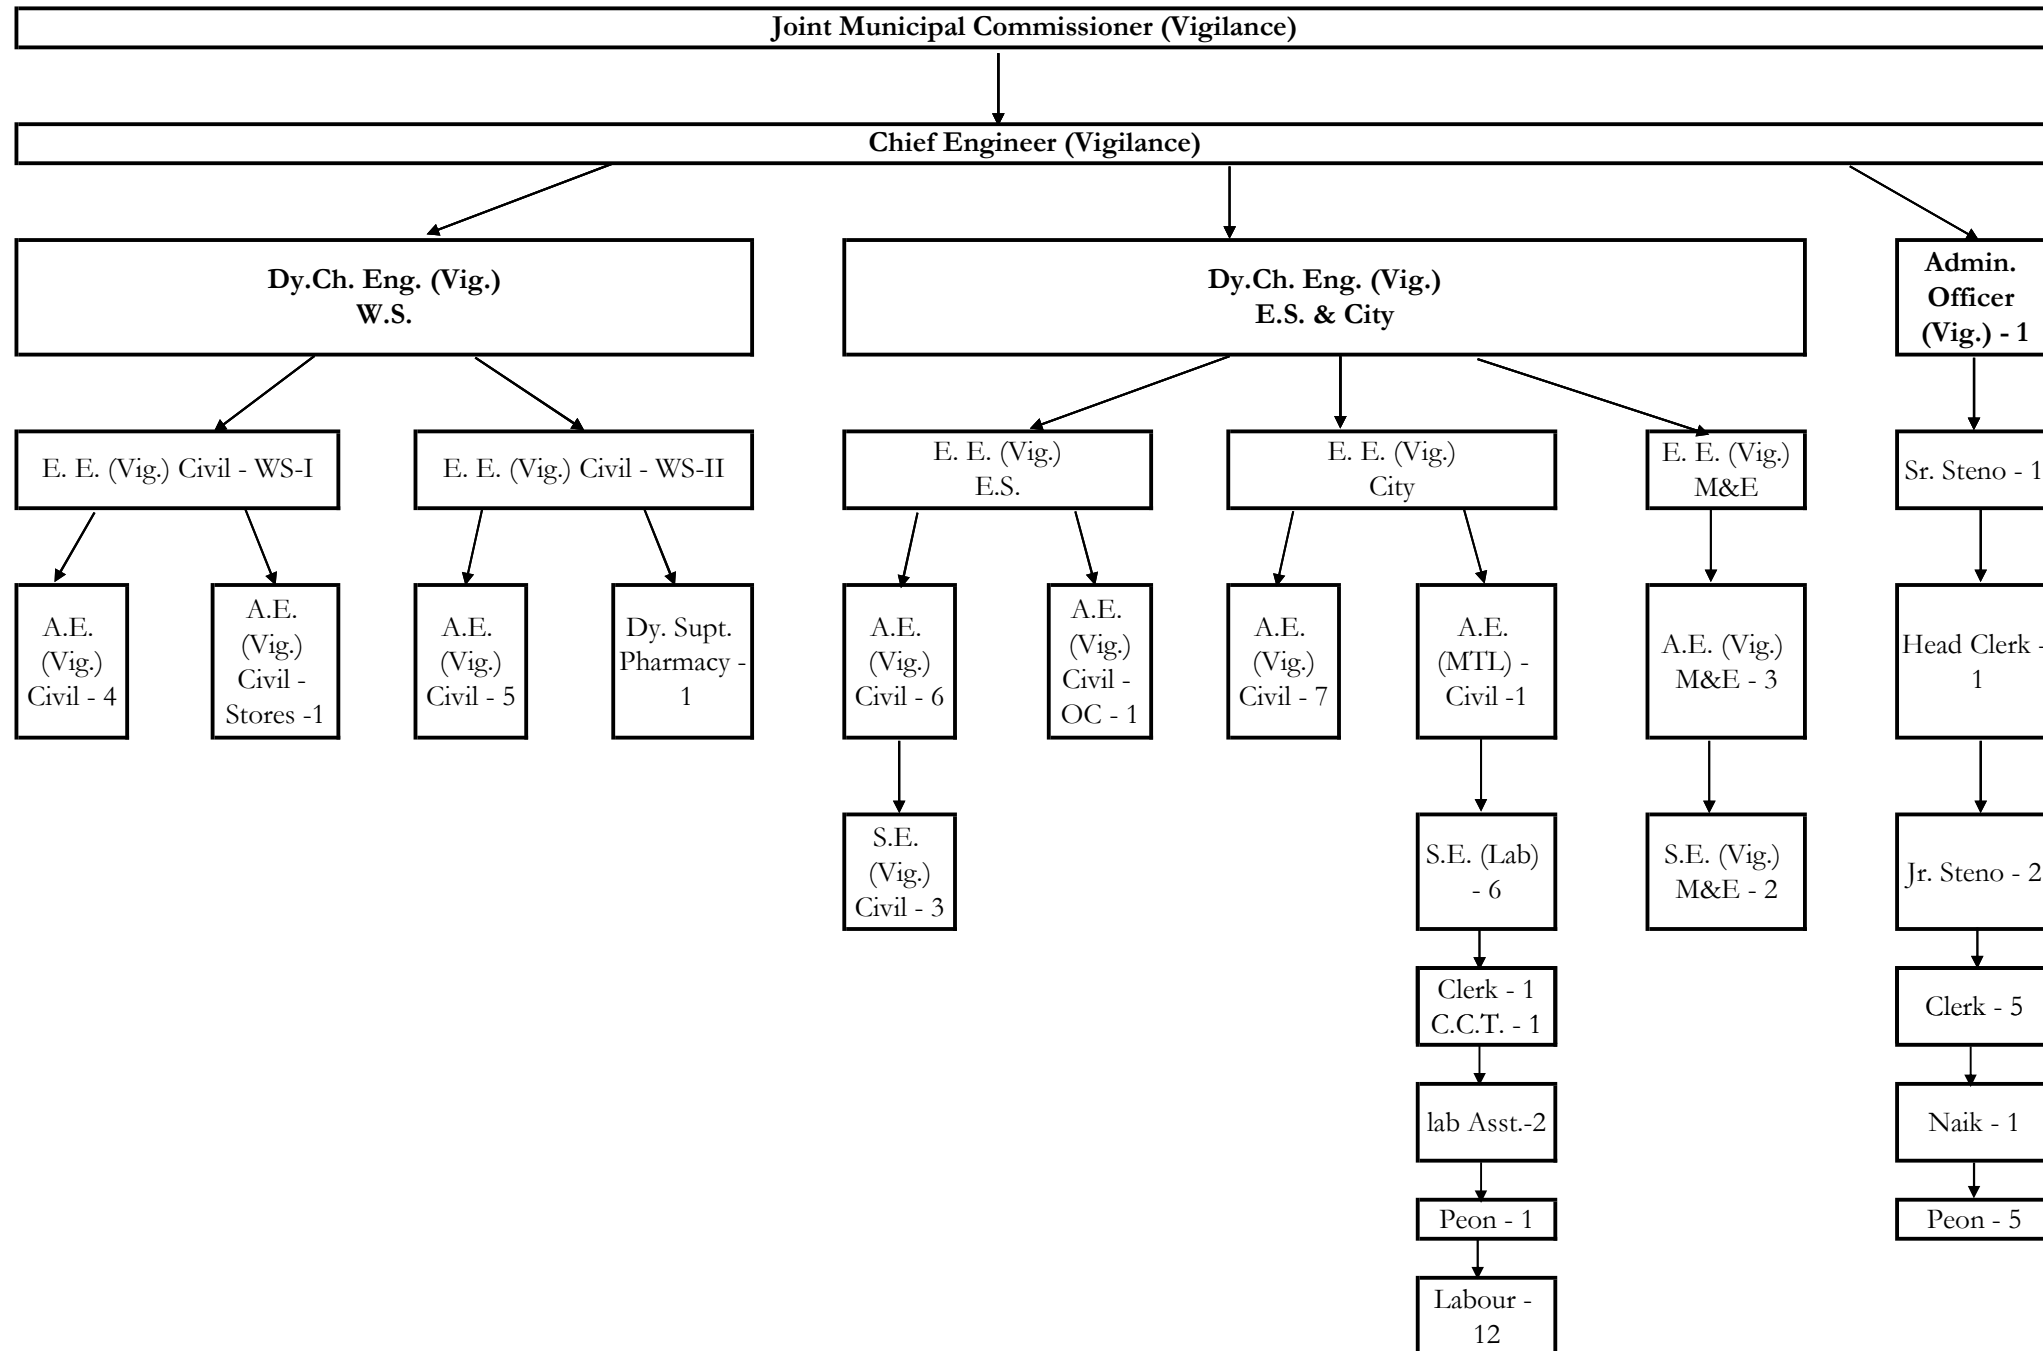 Joint Municipal Commissioner (Vigilance)
Chief Engineer (Vigilance)
Dy.Ch. Eng. (Vig.)
W.S.
Dy.Ch. Eng. (Vig.)
E.S. & City
Admin.
Officer
(Vig.) - 1
E. E. (Vig.) Civil - WS-I
E. E. (Vig.) Civil - WS-II
E. E. (Vig.)
E.S.
E. E. (Vig.)
City
E. E. (Vig.)
M&E
Sr. Steno - 1
A.E.
(Vig.)
Civil - 4
A.E.
(Vig.)
Civil -
Stores -1
A.E.
(Vig.)
Civil - 5
Dy. Supt.
Pharmacy -
1
A.E.
(Vig.)
Civil - 6
A.E.
(Vig.)
Civil -
OC - 1
A.E.
(Vig.)
Civil - 7
A.E.
(MTL) -
Civil -1
A.E. (Vig.)
M&E - 3
Head Clerk -
1
S.E.
(Vig.)
Civil - 3
S.E. (Lab)
- 6
S.E. (Vig.)
M&E - 2
Jr. Steno - 2
Clerk - 1
C.C.T. - 1
Clerk - 5
lab Asst.-2
Naik - 1
Peon - 1
Peon - 5
Labour -
12